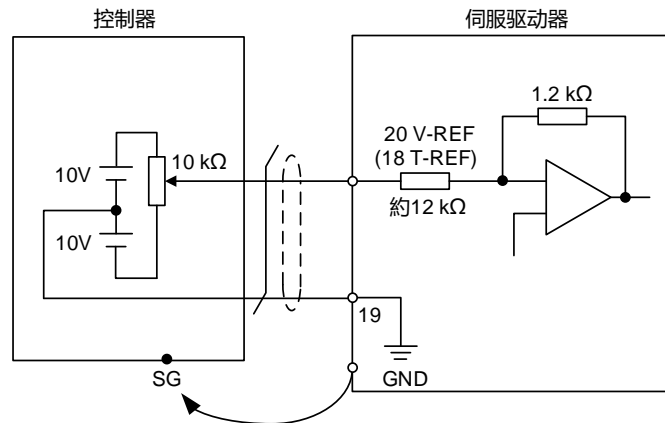 控制器
伺服驱动器
10V
10V
10 kΩ
20 V-REF
(18 T-REF)
約12 kΩ
1.2 kΩ
19
GND
SG